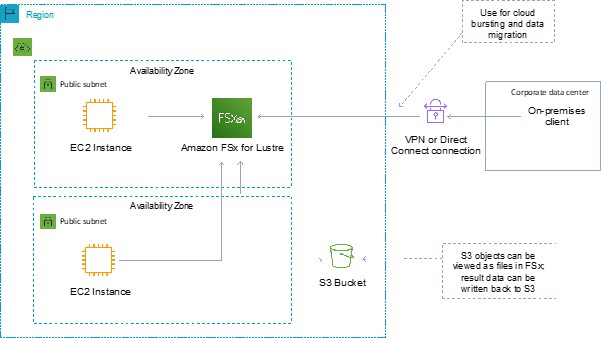 Region
Use for cloud
bursting and data
migration
Availability Zone
Public subnet
EC2 Instance
FSx
Amazon FSx for Lustre
VPN or Direct
Connect connection
Corporate data center
On-premises
client
Availability Zone
Public subnet
EC2 Instance
S3 Bucket
S3 objects can be
viewed as files in FSx;
result data can be
written back to S3